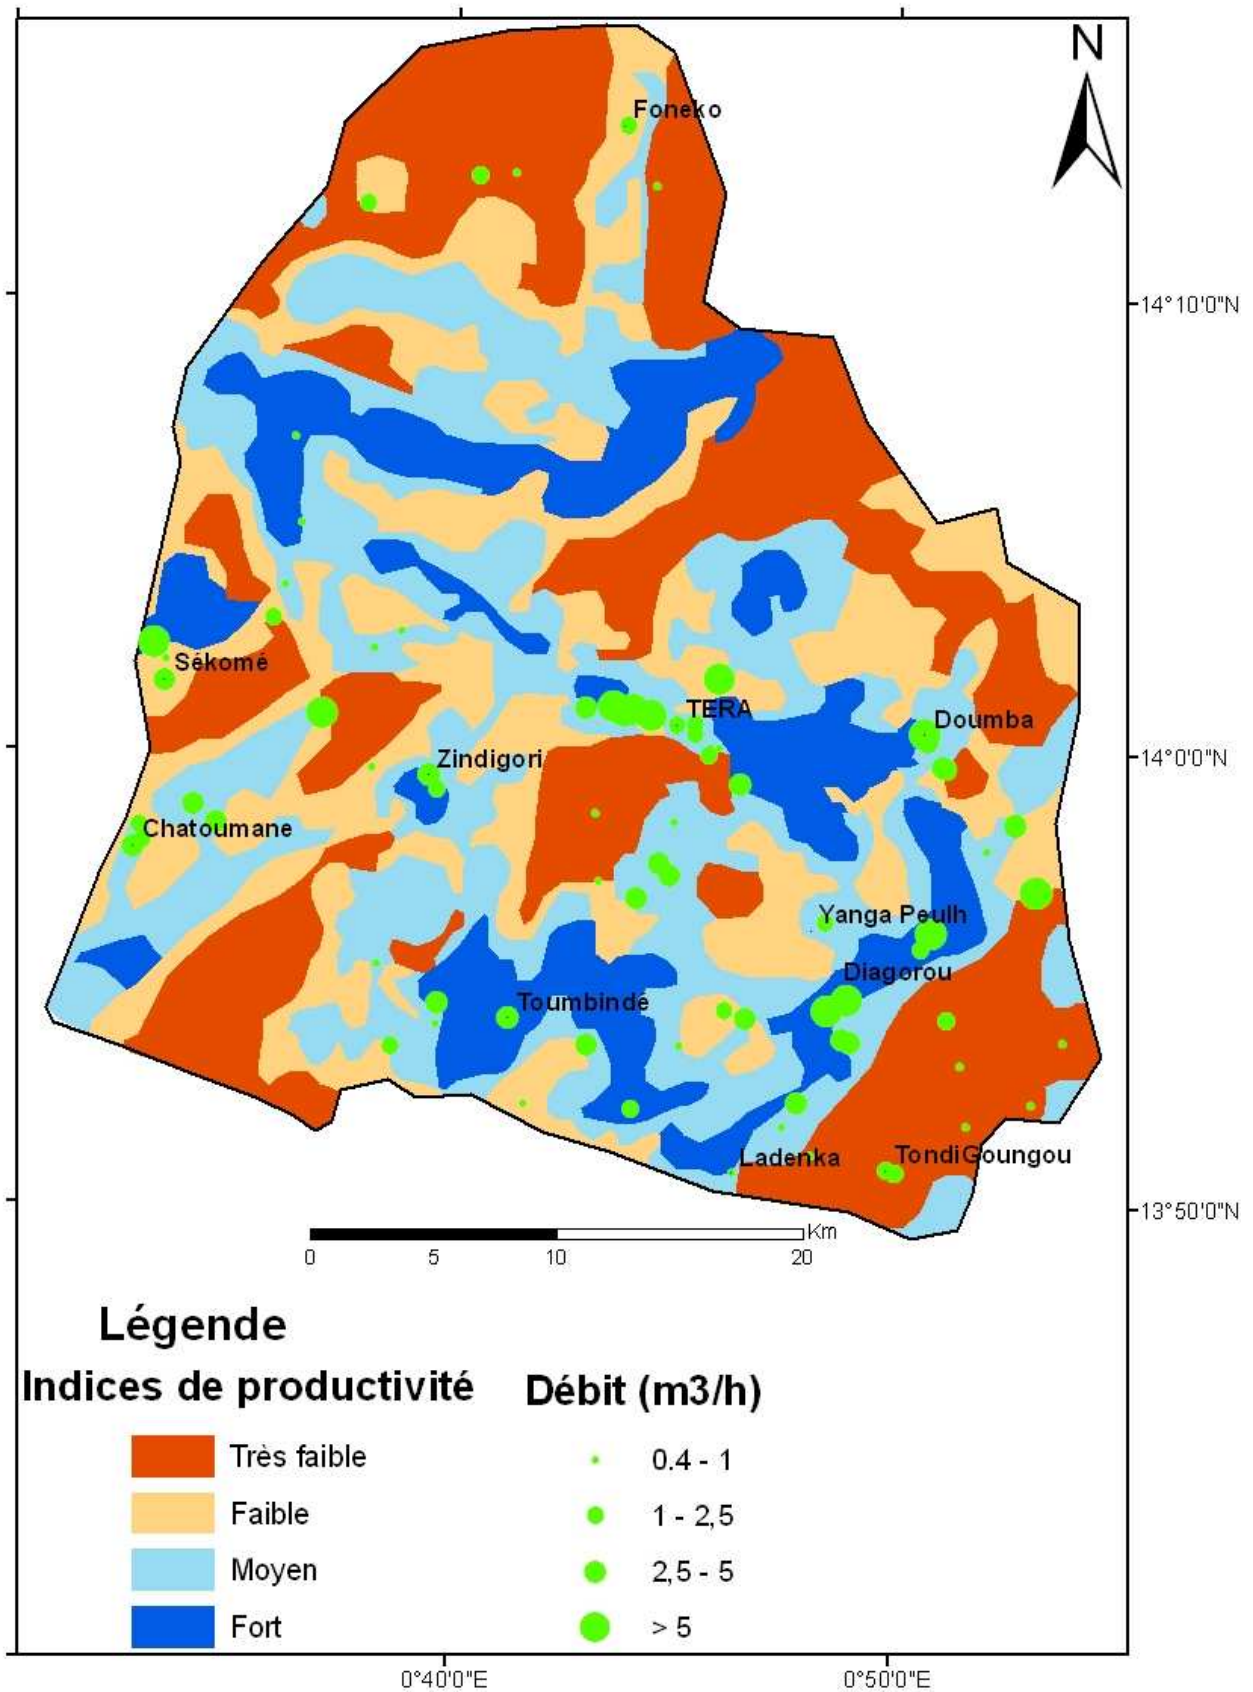 N
Foneko
14°10'0"N
Sékomé
TERA
Doumba
Zindigori
14°0'0"N
Chatoumane
Yanga Peulh
Diagorou
Toumbindé
Ladenka
TondiGoungou
13°50'0"N
Km
0 5 10 20
Légende
Indices de productivité
Très faible
Faible
Moyen
Fort
Débit (m3/h)
0.4 - 1
1 - 2,5
2,5 - 5
> 5
0°40'0"E
0°50'0"E